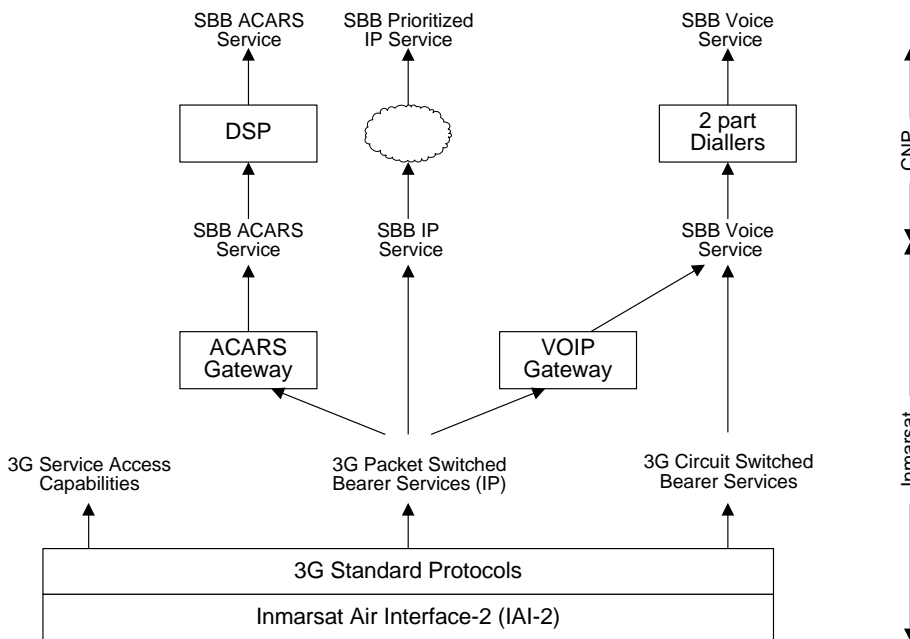 SBB ACARS
Service
SBB Prioritized
IP Service
SBB Voice
Service
DSP
2 part
Diallers
CNP
SBB ACARS
Service
SBB IP
Service
SBB Voice
Service
ACARS
Gateway
VOIP
Gateway
Inmarsat
3G Service Access
Capabilities
3G Packet Switched
Bearer Services (IP)
3G Circuit Switched
Bearer Services
3G Standard Protocols
Inmarsat Air Interface-2 (IAI-2)